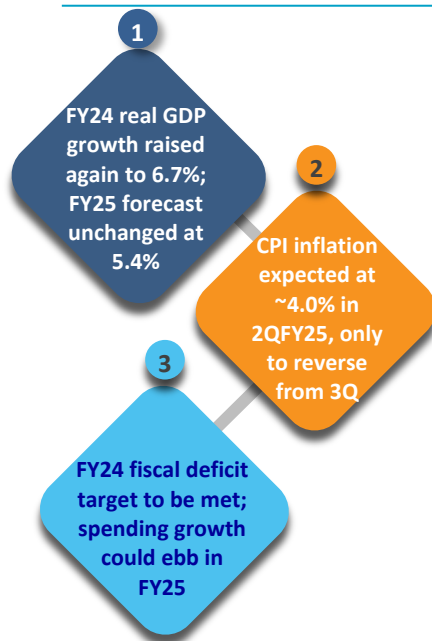 1
FY24 real GDP
growth raised
again to 6.7%;
FY25 forecast
unchanged at
5.4%
2
CPI inflation
expected at
~4.0% in
2QFY25, only
to reverse
from 3Q
3
FY24 fiscal deficit
target to be met;
spending growth
could ebb in
FY25